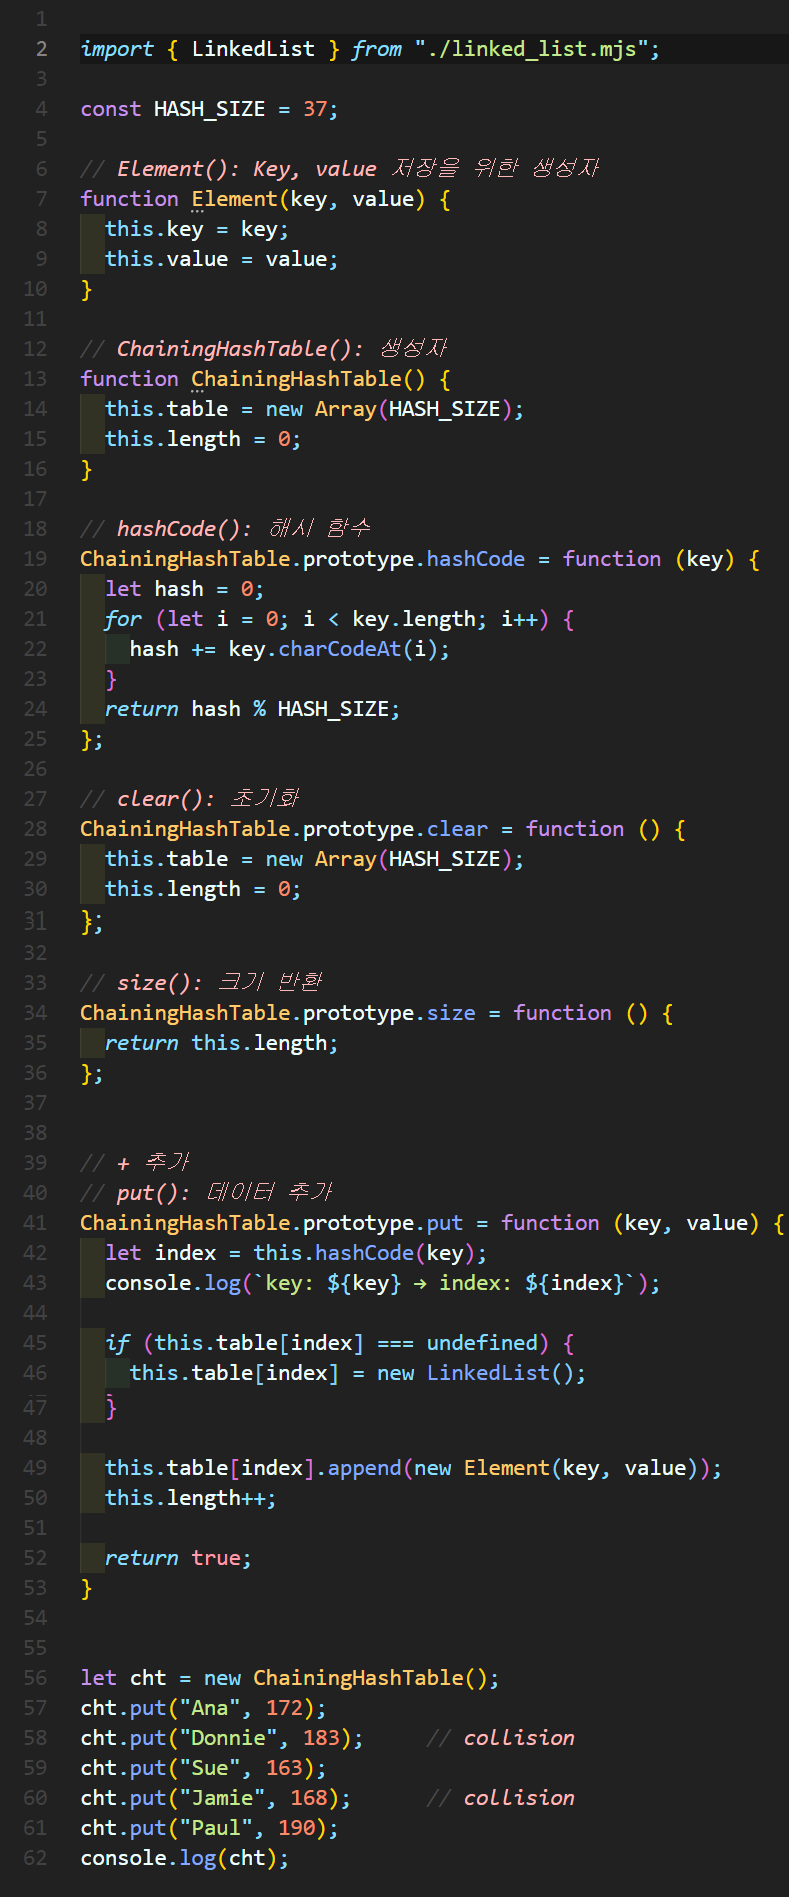 1
2 import { LinkedList } from "./linked_list.mjs";
3
4 const HASH_SIZE = 37;
5
6 // Element(): Key, value 저장을 위한 생성자
7 function Element(key, value) {
8 this.key = key;
9 this.value = value;
10 }
11
12 // ChainingHashTable(): 생성자
13 function ChainingHashTable() {
14 this.table = new Array(HASH_SIZE);
15 this.length = 0;
16 }
17
18 // hashCode(): 해시 함수
19 ChainingHashTable.prototype.hashCode = function (key) {
20 let hash = 0;
21 for (let i = 0; i < key.length; i++) {
22 hash += key.charCodeAt(i);
23 }
24 return hash % HASH_SIZE;
25 };
26
27 // clear(): 초기화
28 ChainingHashTable.prototype.clear = function () {
29 this.table = new Array(HASH_SIZE);
30 this.length = 0;
31 };
32
33 // size(): 크기 반환
34 ChainingHashTable.prototype.size = function () {
35 return this.length;
36 };
37
38
39 // + 추가
40 // put(): 데이터 추가
41 ChainingHashTable.prototype.put = function (key, value) {
42 let index = this.hashCode(key);
43 console.log(`key: ${key} → index: ${index}`);
44
45 if (this.table[index] === undefined) {
46 this.table[index] = new LinkedList();
47 }
48
49 this.table[index].append(new Element(key, value));
50 this.length++;
51
52 return true;
53 }
54
55
56 let cht = new ChainingHashTable();
57 cht.put("Ana", 172);
58 cht.put("Donnie", 183); // collision
59 cht.put("Sue", 163);
60 cht.put("Jamie", 168); // collision
61 cht.put("Paul", 190);
62 console.log(cht);